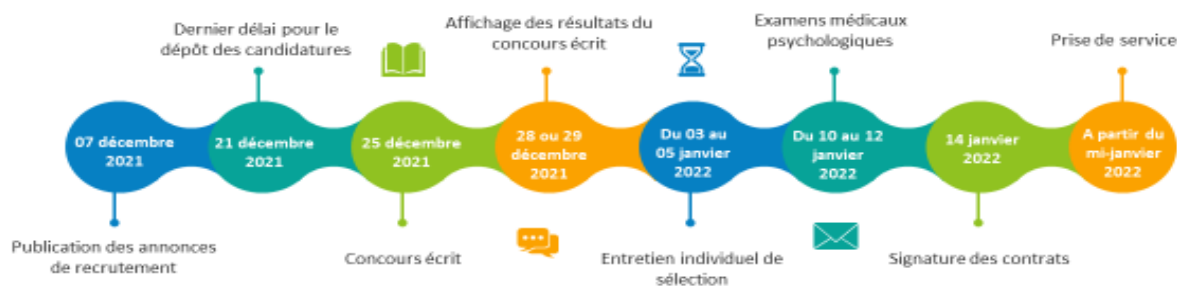 07 décembre
2021
Publication des annonces
de recrutement
Dernier délai pour le
dépôt des candidatures
21 décembre
2021
25 décembre
2021
Concours écrit
Affichage des résultats du
concours écrit
28 ou 29
décembre
2021
Du 03 au
05 janvier
2022
Entretien individuel de
sélection
Examens médicaux
psychologiques
Du 10 au 12
janvier
2022
14 janvier
2022
Signature des contrats
Prise de service
A partir du
mi-janvier
2022